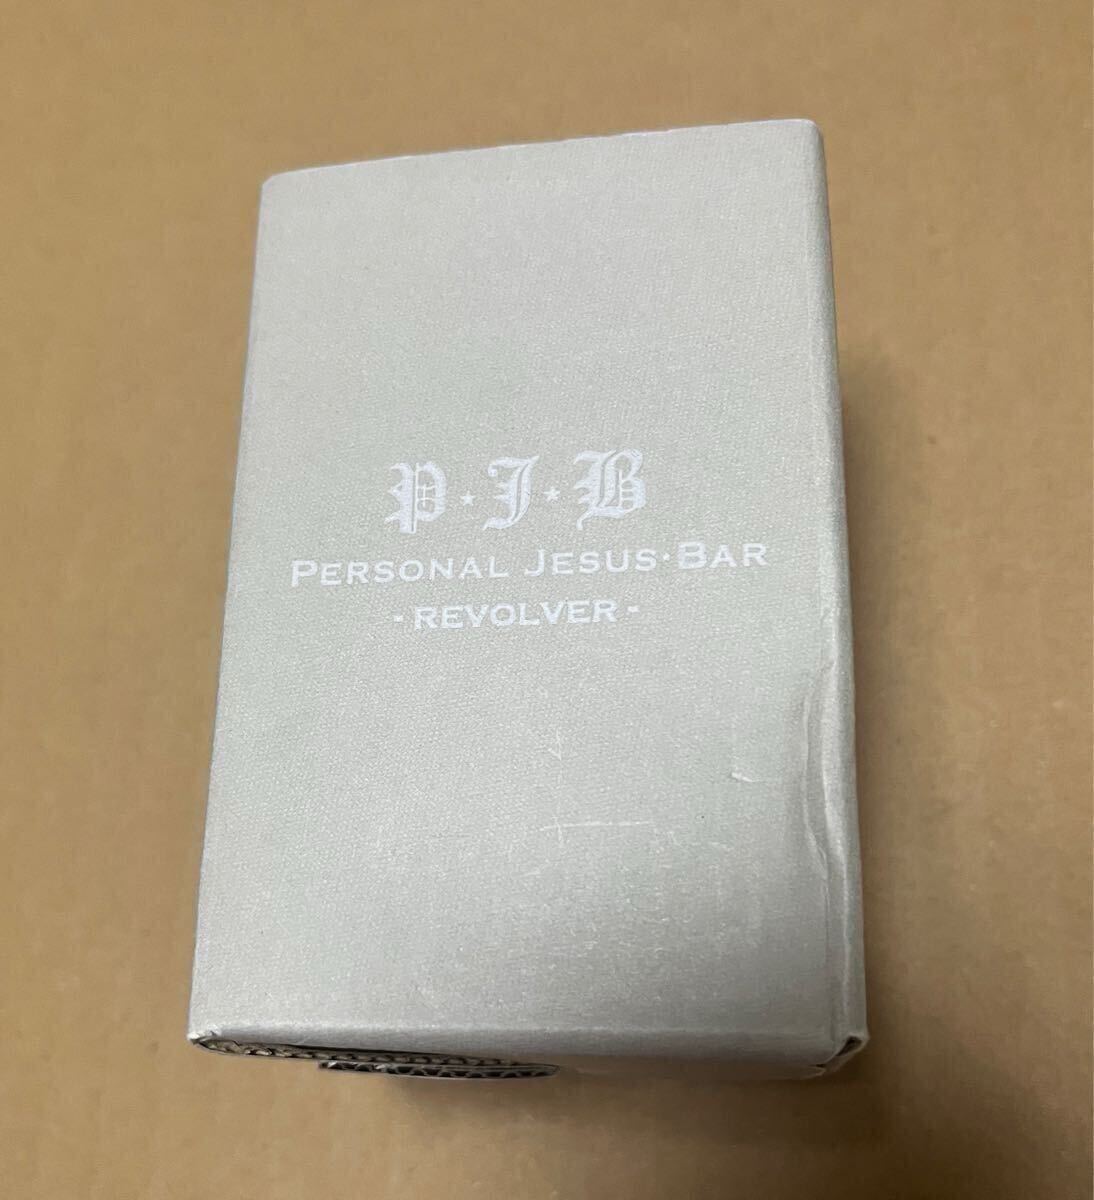 P★J★B
PERSONAL JESUS·BAR
- REVOLVER -